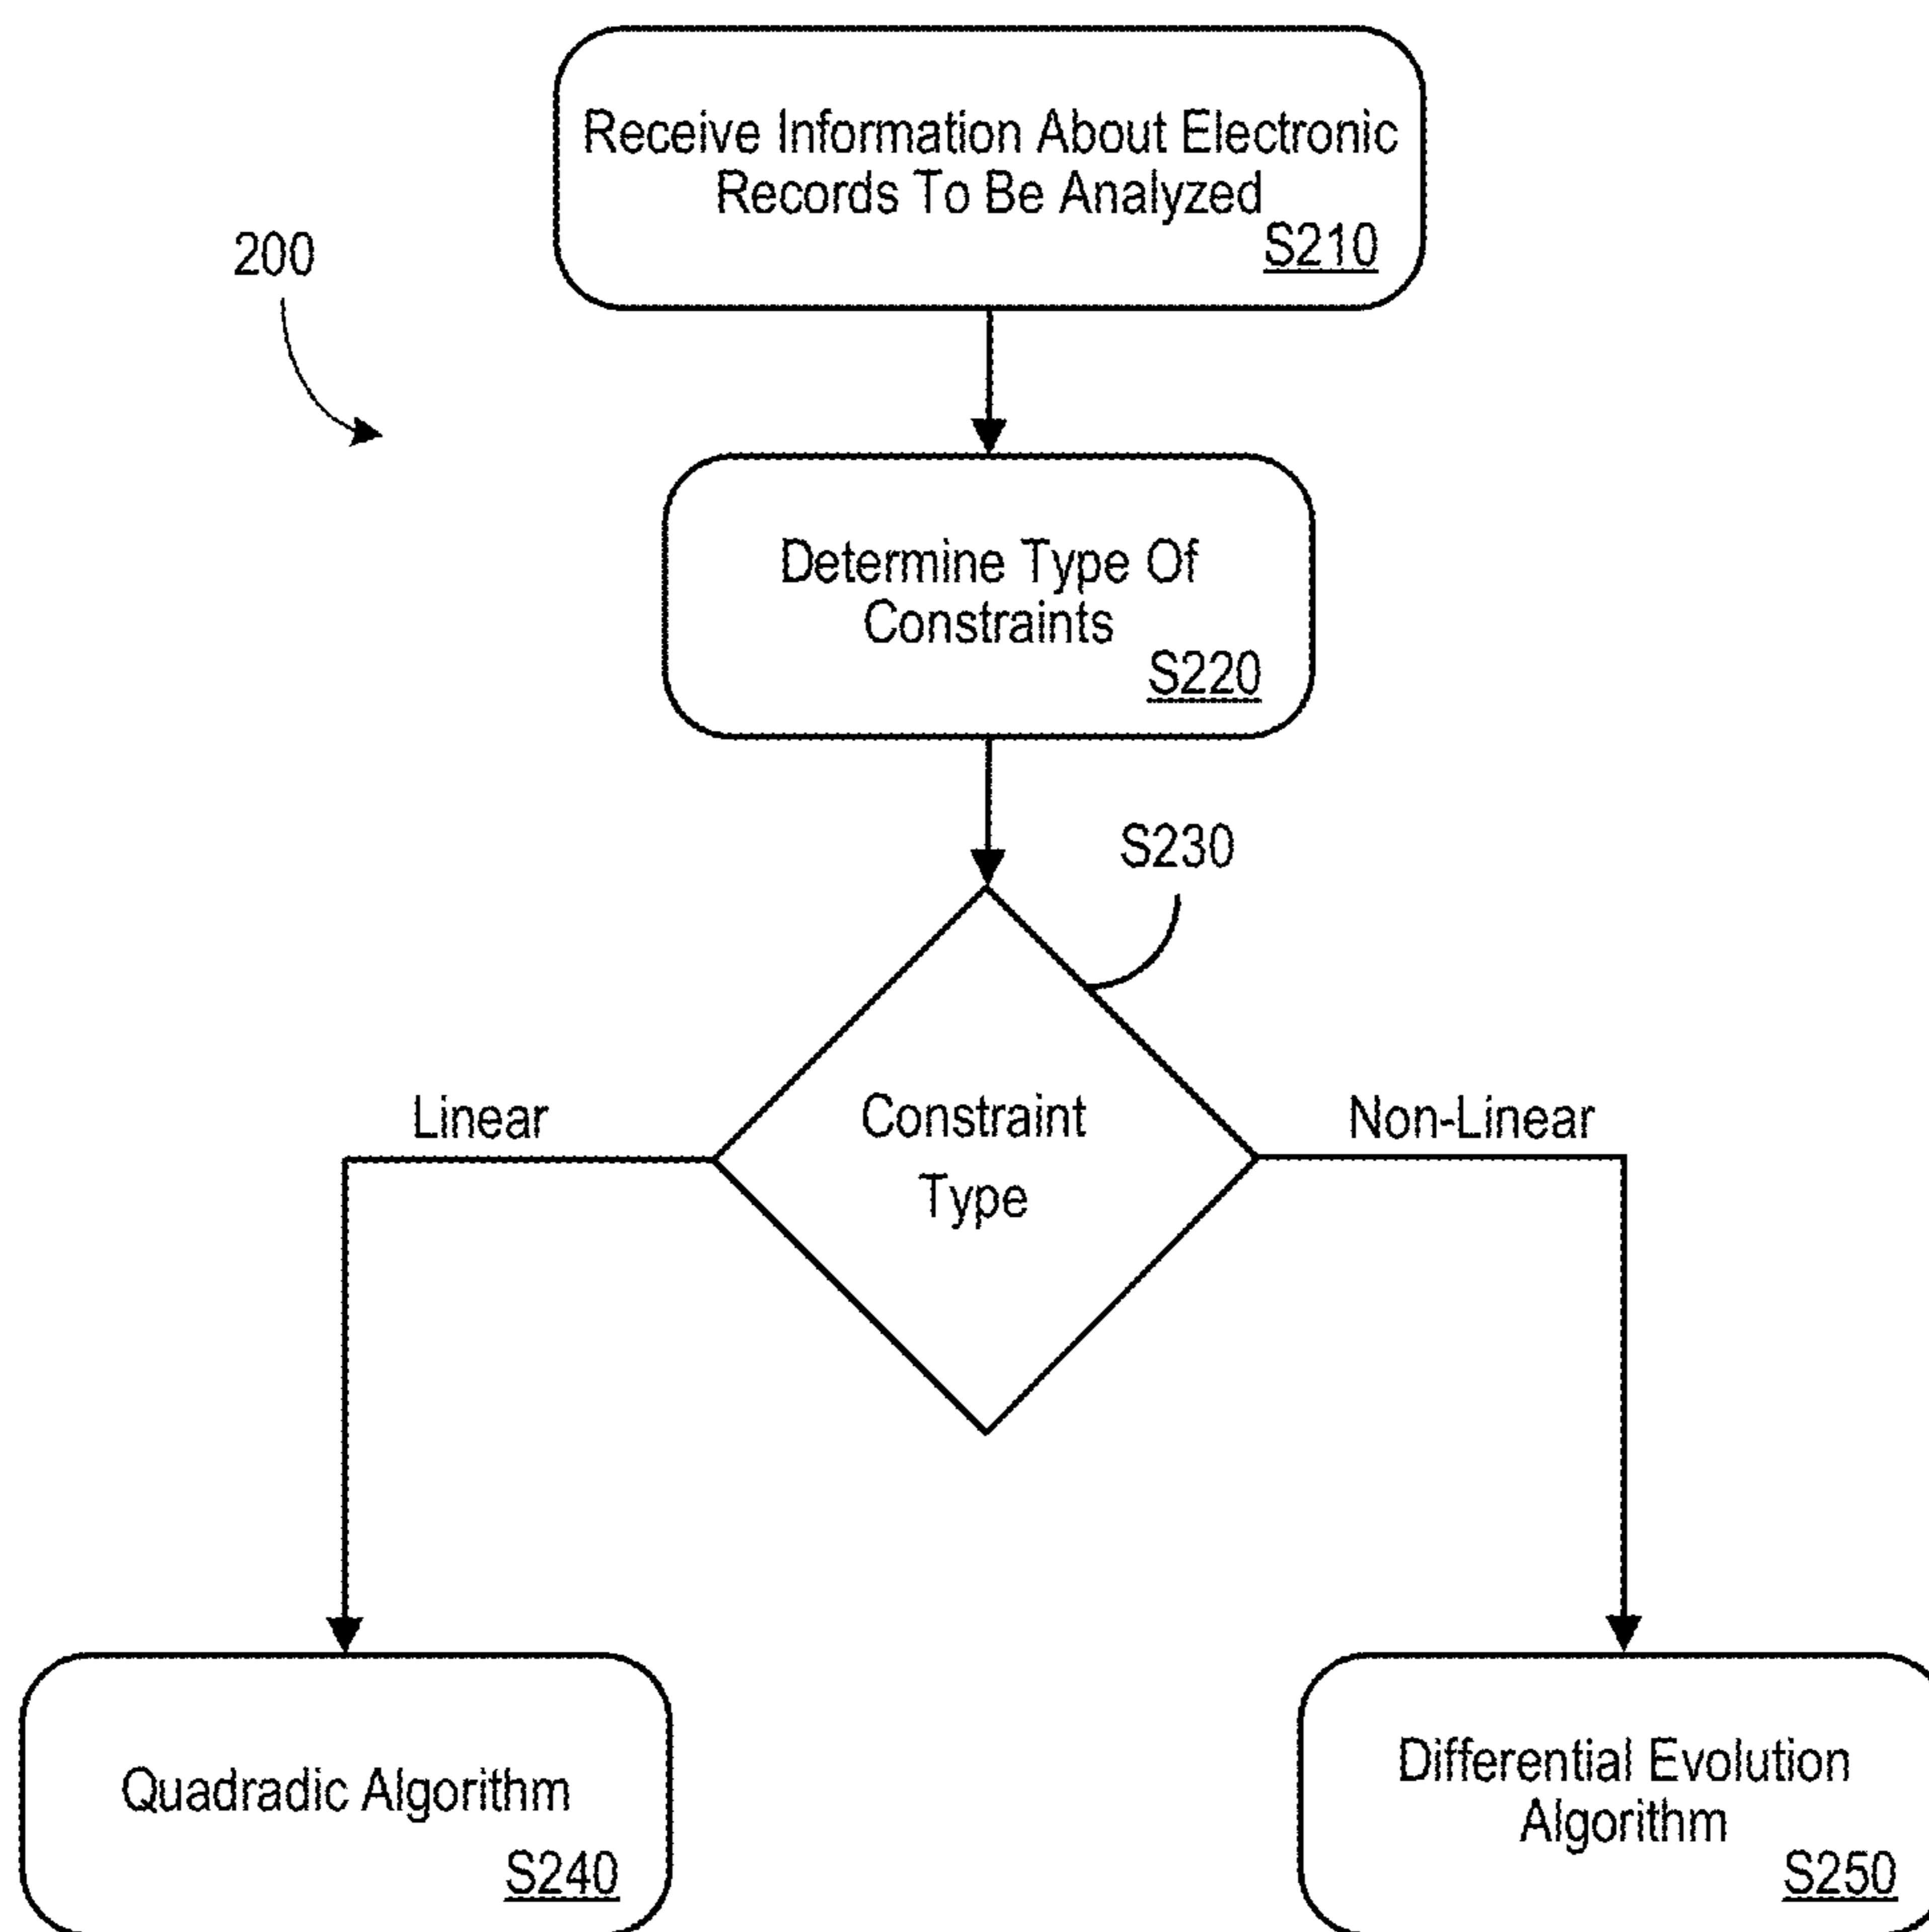 Receive Information About Electronic
Records To Be Analyzed
S210
200
Determine Type Of
Constraints
S220
S230
Linear
Constraint
Type
Non-Linear
Quadradic Algorithm
S240
Differential Evolution
Algorithm
S250